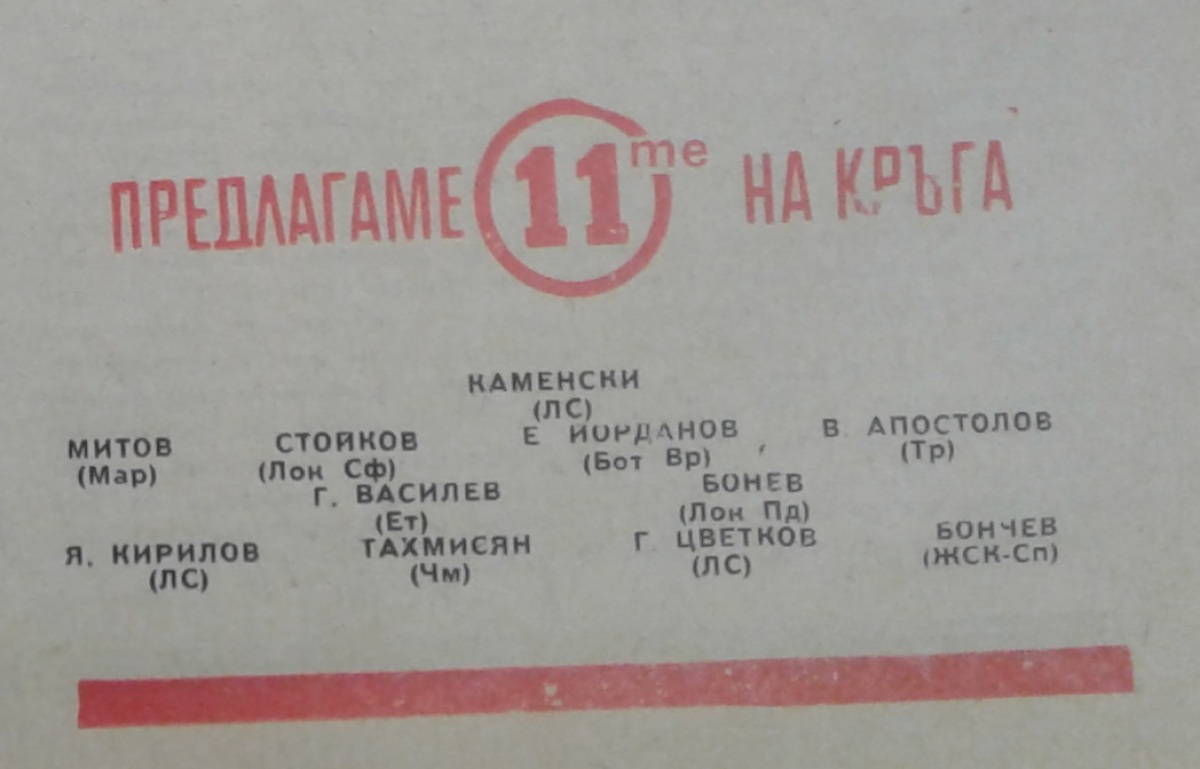 ПРЕДЛАГАМЕ 11те НА КРЪГА
КАМЕНСКИ
(ЛС)
МИТОВ СТОЙКОВ Е ЙОРДАНОВ В. АПОСТОЛОВ
(Мар) (Лок Сф) (Бот Вр) (Тр)
Г. ВАСИЛЕВ БОНЕВ
(Ет) (Лок Пд)
Я. КИРИЛОВ ТАХМИСЯН Г ЦВЕТКОВ БОНЧЕВ
(ЛС) (Чм) (ЛС) (ЖСК-Сп)